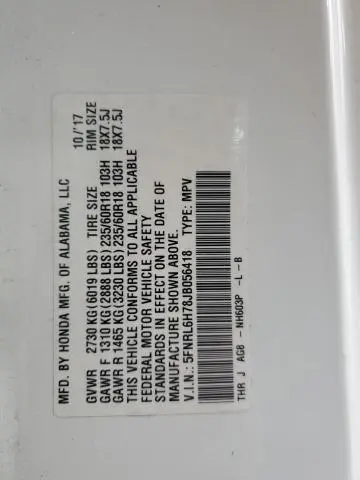 MFD. BY HONDA MFG. OF ALABAMA, LLC 10/'17
GVWR 2730 KG(6019 LBS) TIRE SIZE RIM SIZE
GAWR F 1310 KG(2888 LBS)235/60R18 103H 18X7.5J
GAWR R 1465 KG(3230 LBS)235/60R18 103H 18X7.5J
THIS VEHICLE CONFORMS TO ALL APPLICABLE
FEDERAL MOTOR VEHICLE SAFETY
STANDARDS IN EFFECT ON THE DATE OF
MANUFACTURE SHOWN ABOVE.
V.I.N.: 5FNRL6H78JB056418 TYPE: MPV
THR J AG8 - NH603P -L -B